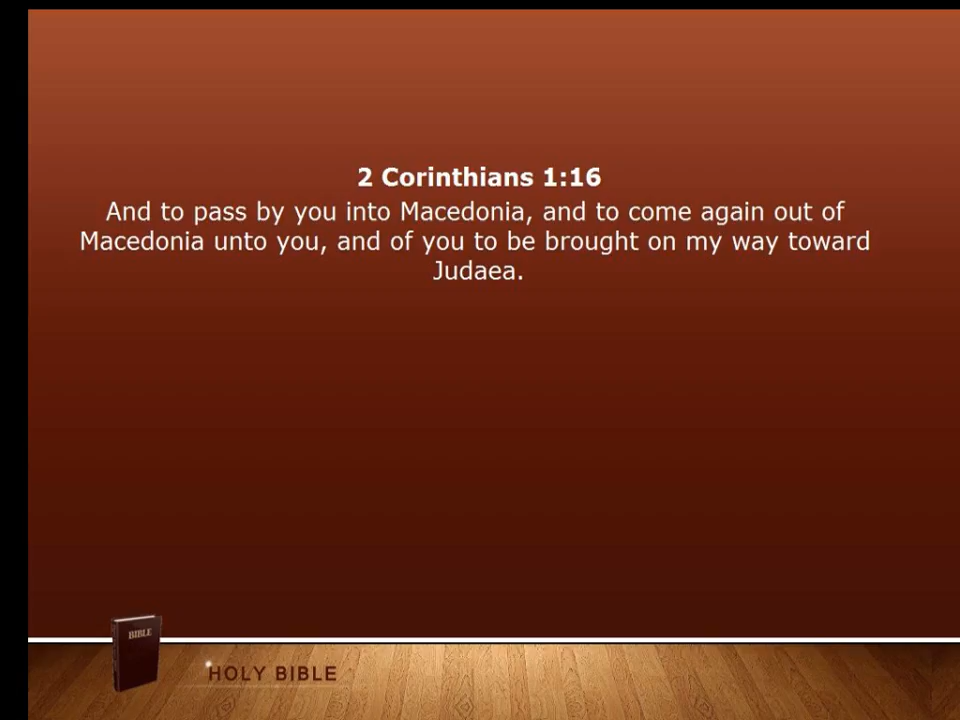 2 Corinthians 1:16
And to pass by you into Macedonia, and to come again out of
Macedonia unto you, and of you to be brought on my way toward
Judaea.
BIBLE
HOLY BIBLE